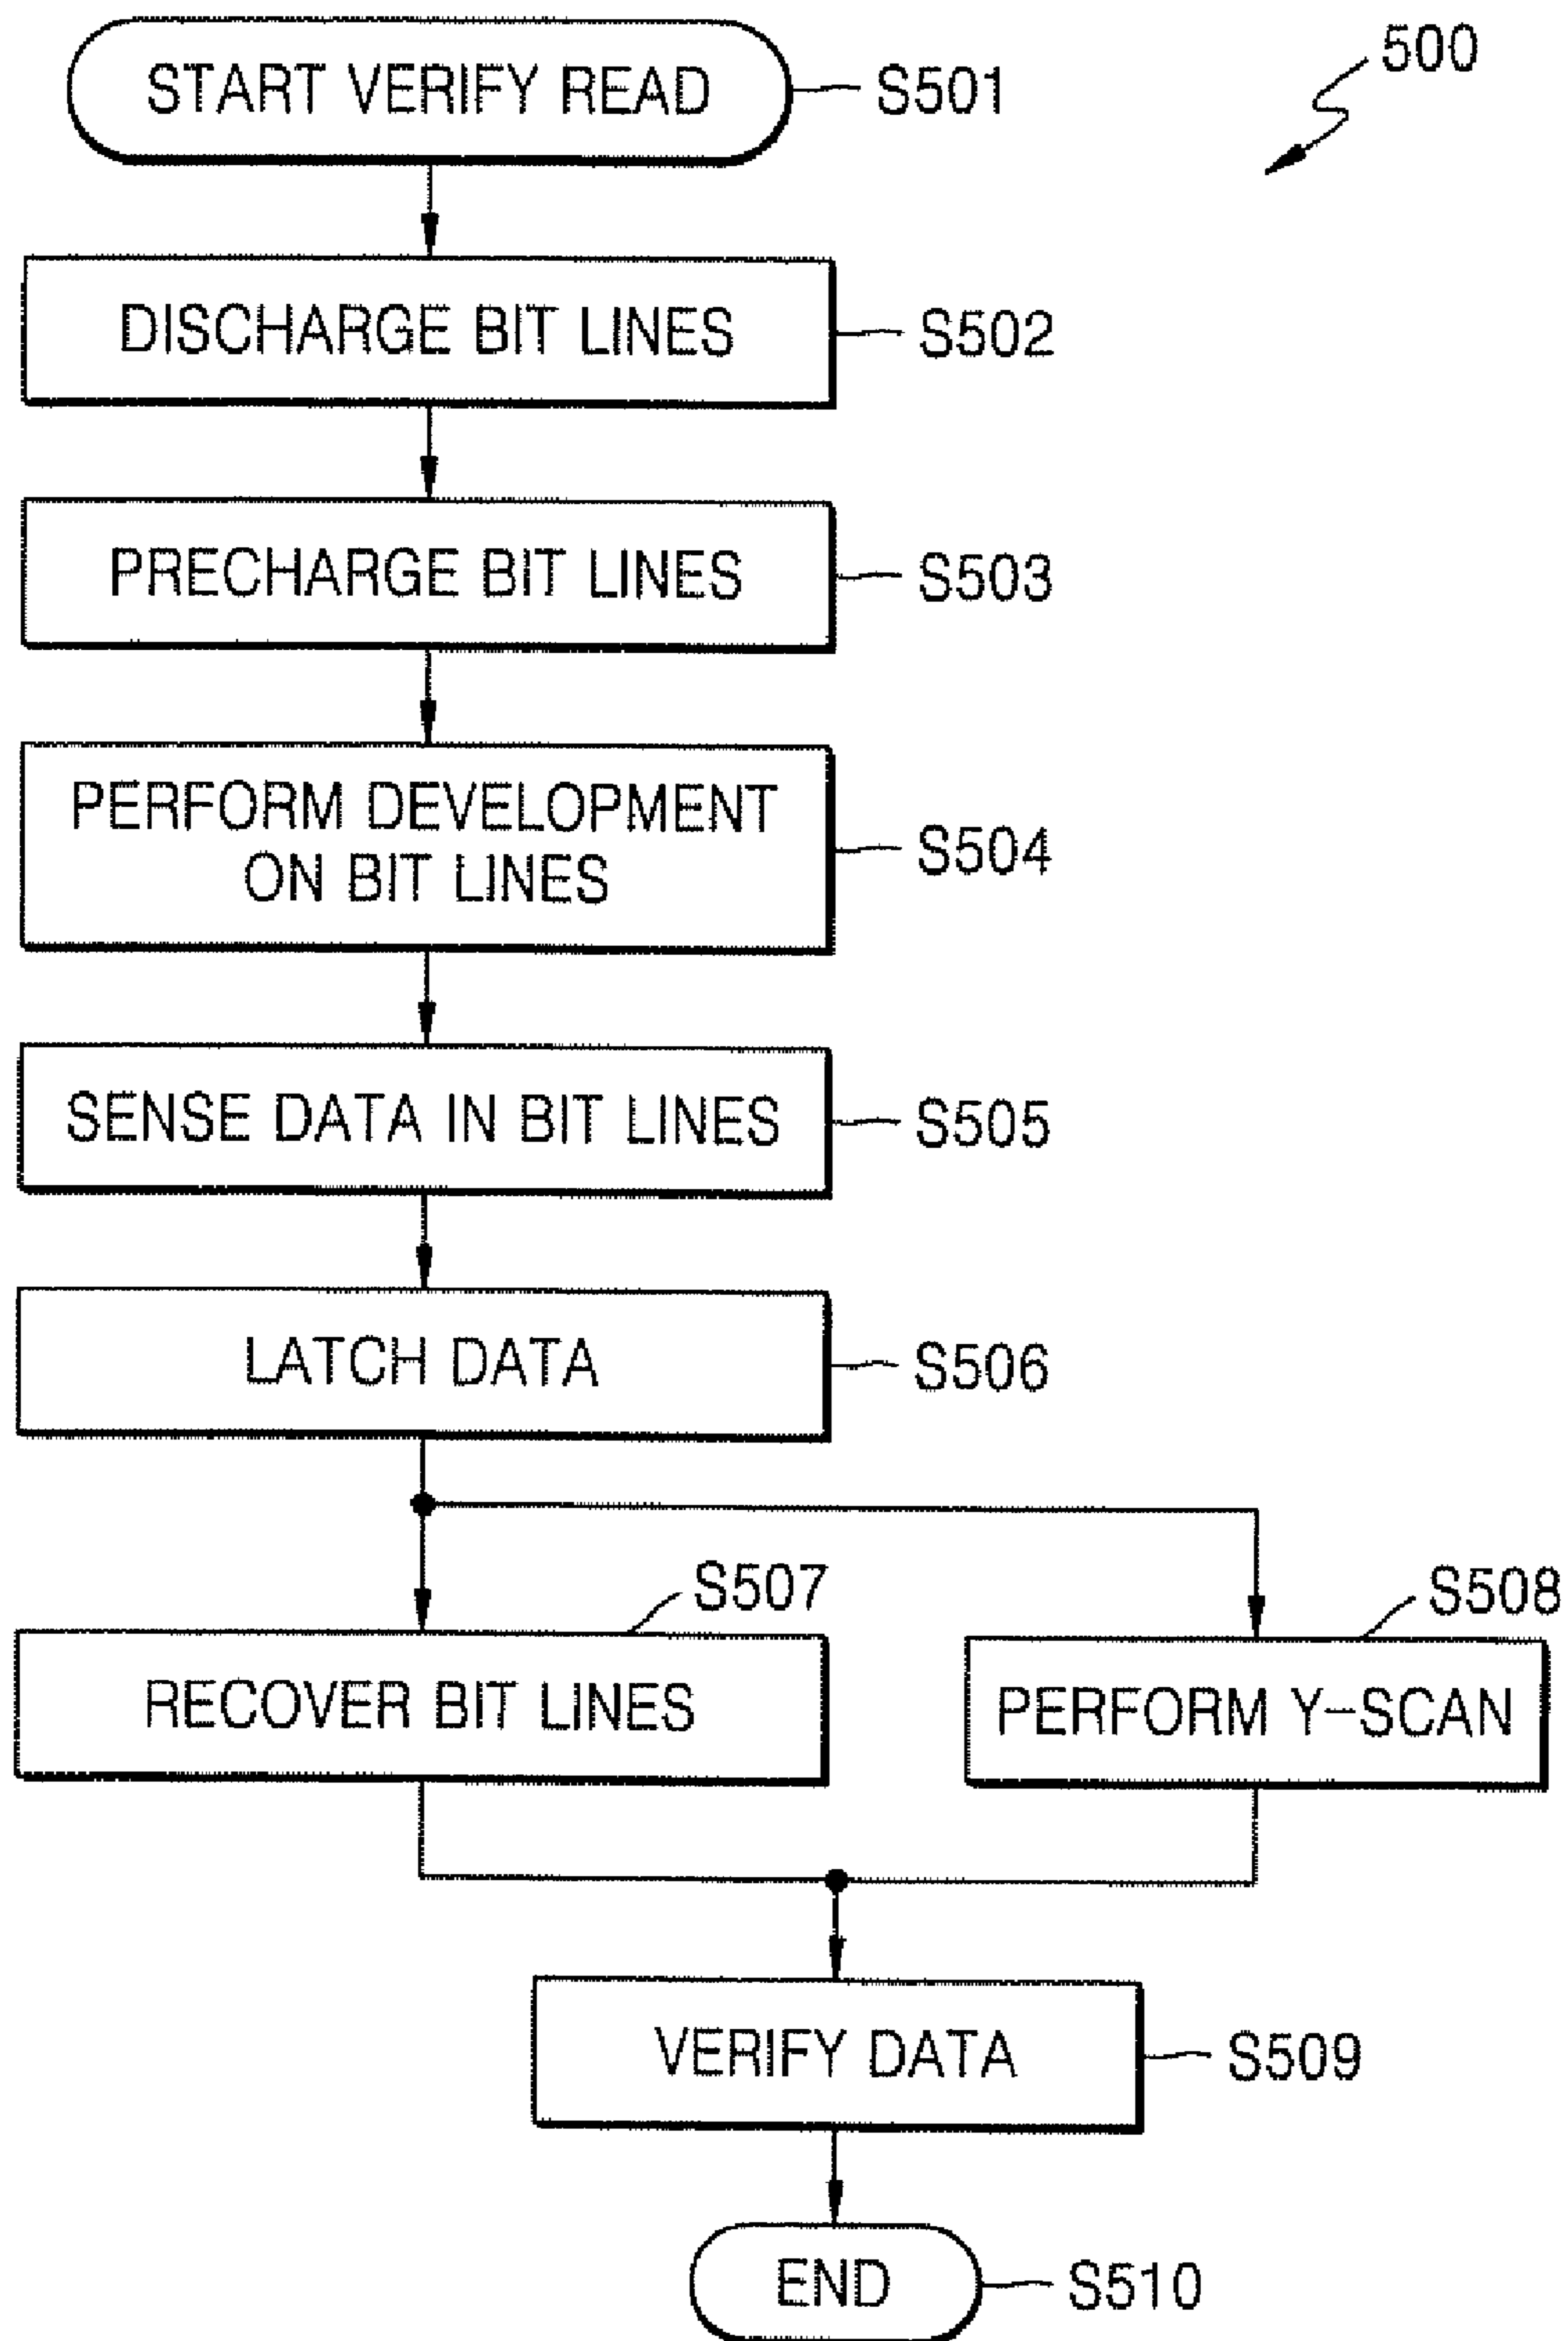 500
START VERIFY READ
S501
DISCHARGE BIT LINES
S502
PRECHARGE BIT LINES
S503
PERFORM DEVELOPMENT
ON BIT LINES
S504
SENSE DATA IN BIT LINES
S505
LATCH DATA
S506
S507
RECOVER BIT LINES
S508
PERFORM Y-SCAN
VERIFY DATA
S509
END
S510